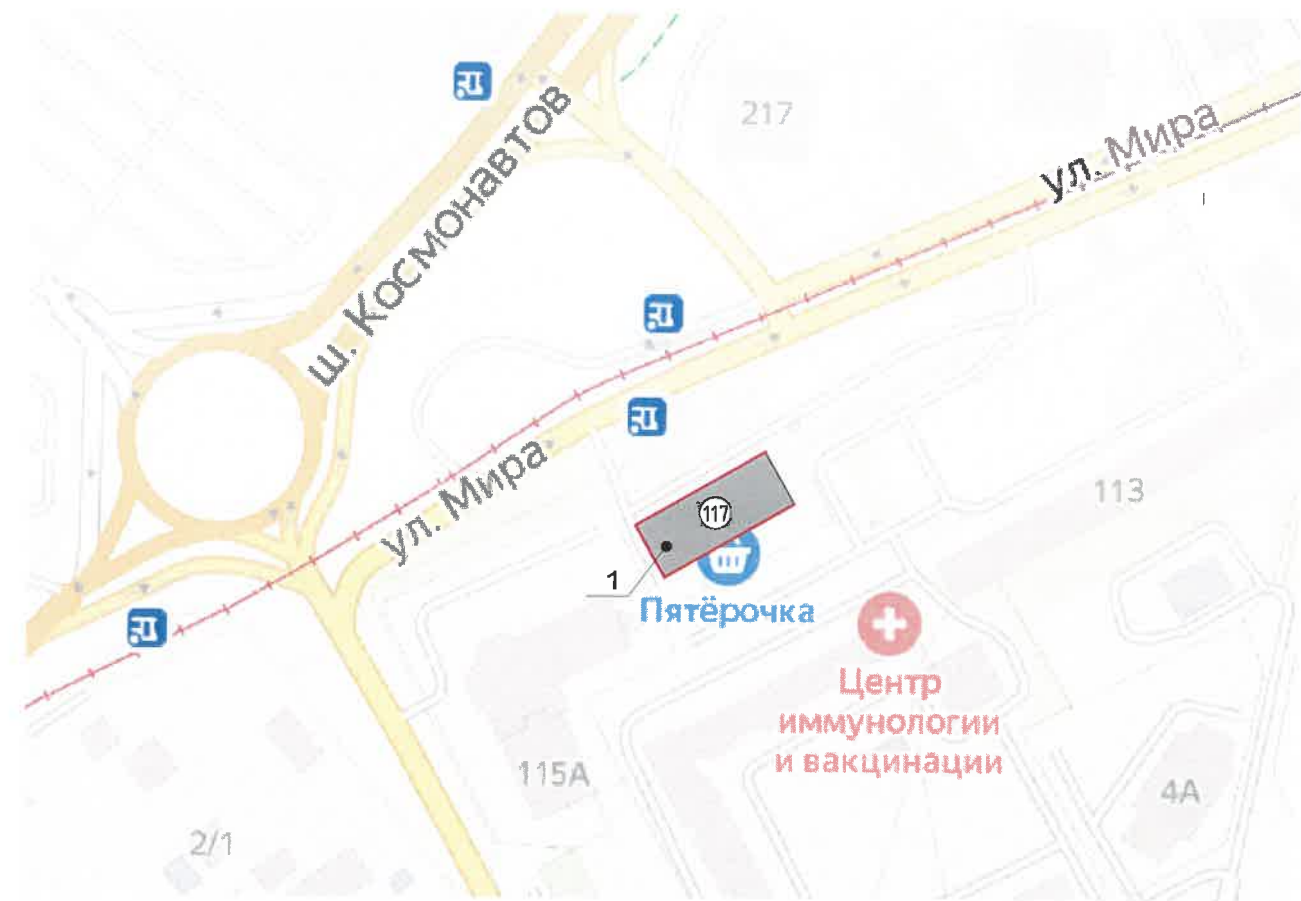 217
ул. Мира
ш. Космонавтов
ул. Мира
113
117
1
Пятёрочка
Центр
иммунологии
и вакцинации
115А
4А
2/1